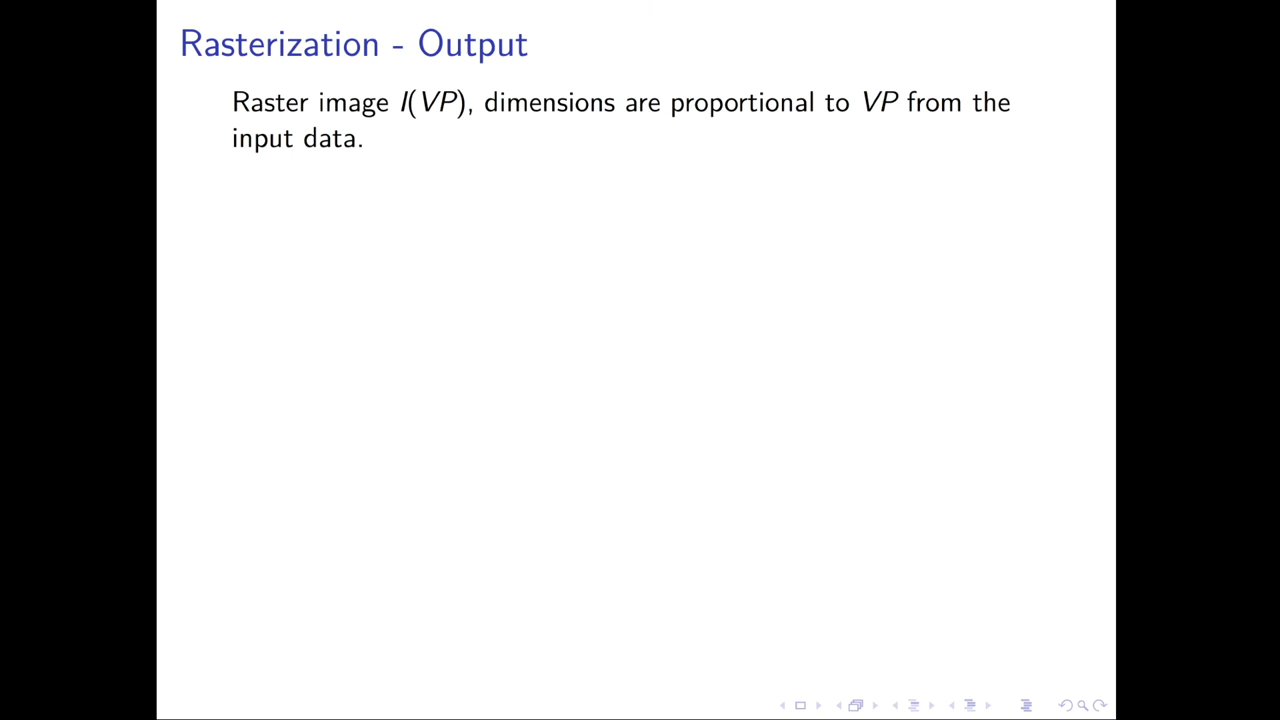 Rasterization - Output
Raster image I(VP), dimensions are proportional to VP from the
input data.